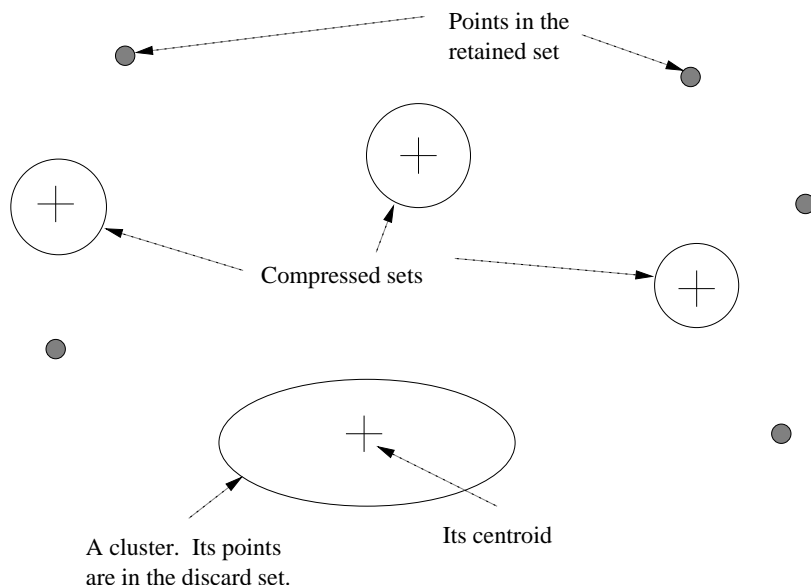 Points in the
retained set
Compressed sets
Its centroid
A cluster.  Its points
are in the discard set.